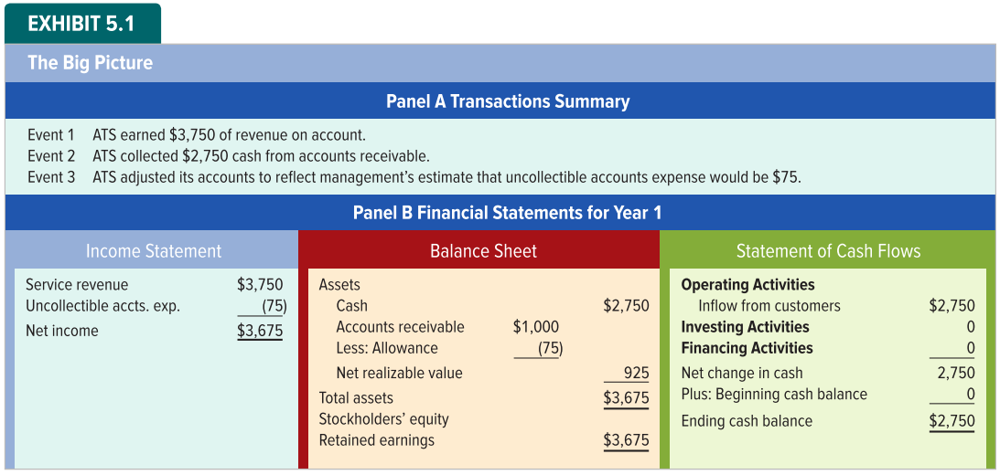 EXHIBIT 5.1
The Big Picture
Panel A Transactions Summary
Event 1 ATS earned $3,750 of revenue on account.
Event 2 ATS collected $2,750 cash from accounts receivable.
Event 3 ATS adjusted its accounts to reflect management’s estimate that uncollectible accounts expense would be $75.
Panel B Financial Statements for Year 1
Income Statement
Service revenue $3,750
Uncollectible accts. exp. (75)
Net income $3,675
Balance Sheet
Assets
Cash $2,750
Accounts receivable $1,000
Less: Allowance (75)
Net realizable value 925
Total assets $3,675
Stockholders’ equity
Retained earnings $3,675
Statement of Cash Flows
Operating Activities
Inflow from customers $2,750
Investing Activities 0
Financing Activities 0
Net change in cash 2,750
Plus: Beginning cash balance 0
Ending cash balance $2,750